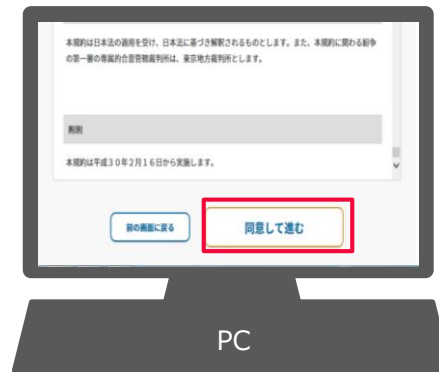 本規約は日本法の適用を受け、日本法に基づき解釈されるものとします。また、本規約に関わる紛争
の第一審の専属的合意管轄裁判所は、東京地方裁判所とします。
附則
本規約は平成30年2月16日から実施します。
前の画面に戻る
同意して進む
PC